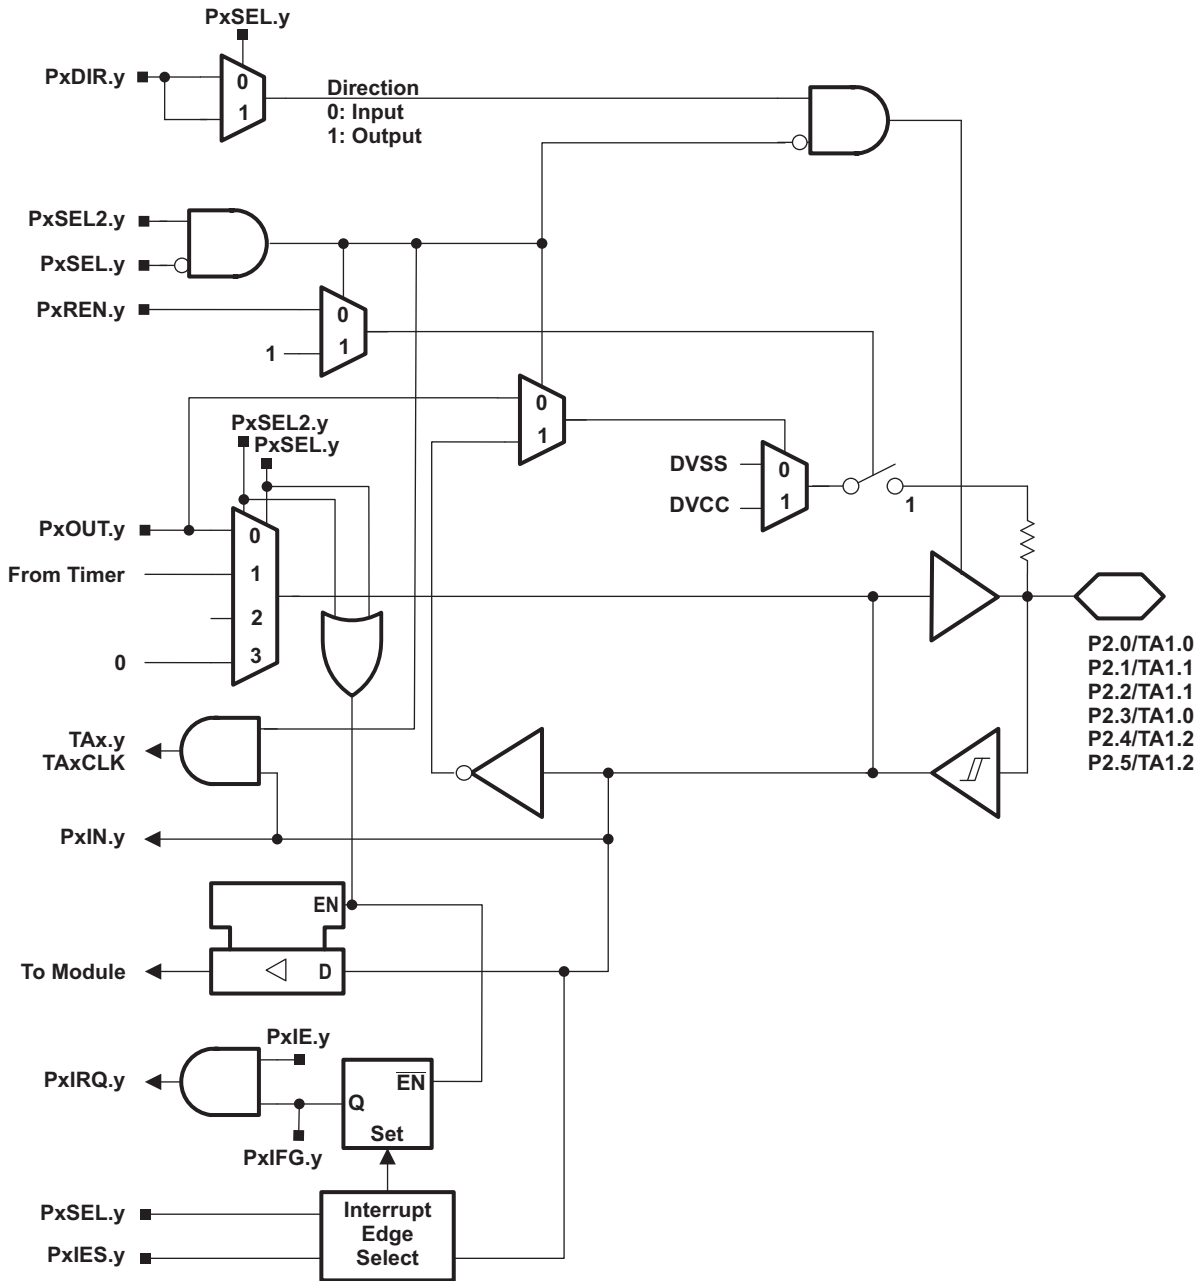 PxSEL.y
PxDIR.y
0
1
Direction
0: Input
1: Output
PxSEL2.y
PxSEL.y
PxREN.y
0
1
1
0
1
PxSEL2.y
PxSEL.y
DVSS
DVCC
0
1
1
PxOUT.y
From Timer
0
0
1
2
3
P2.0/TA1.0
P2.1/TA1.1
P2.2/TA1.1
P2.3/TA1.0
P2.4/TA1.2
P2.5/TA1.2
TAx.y
TAxCLK
PxIN.y
EN
To Module
D
PxIE.y
PxIRQ.y
EN
Q
Set
PxIFG.y
PxSEL.y
PxIES.y
Interrupt
Edge
Select